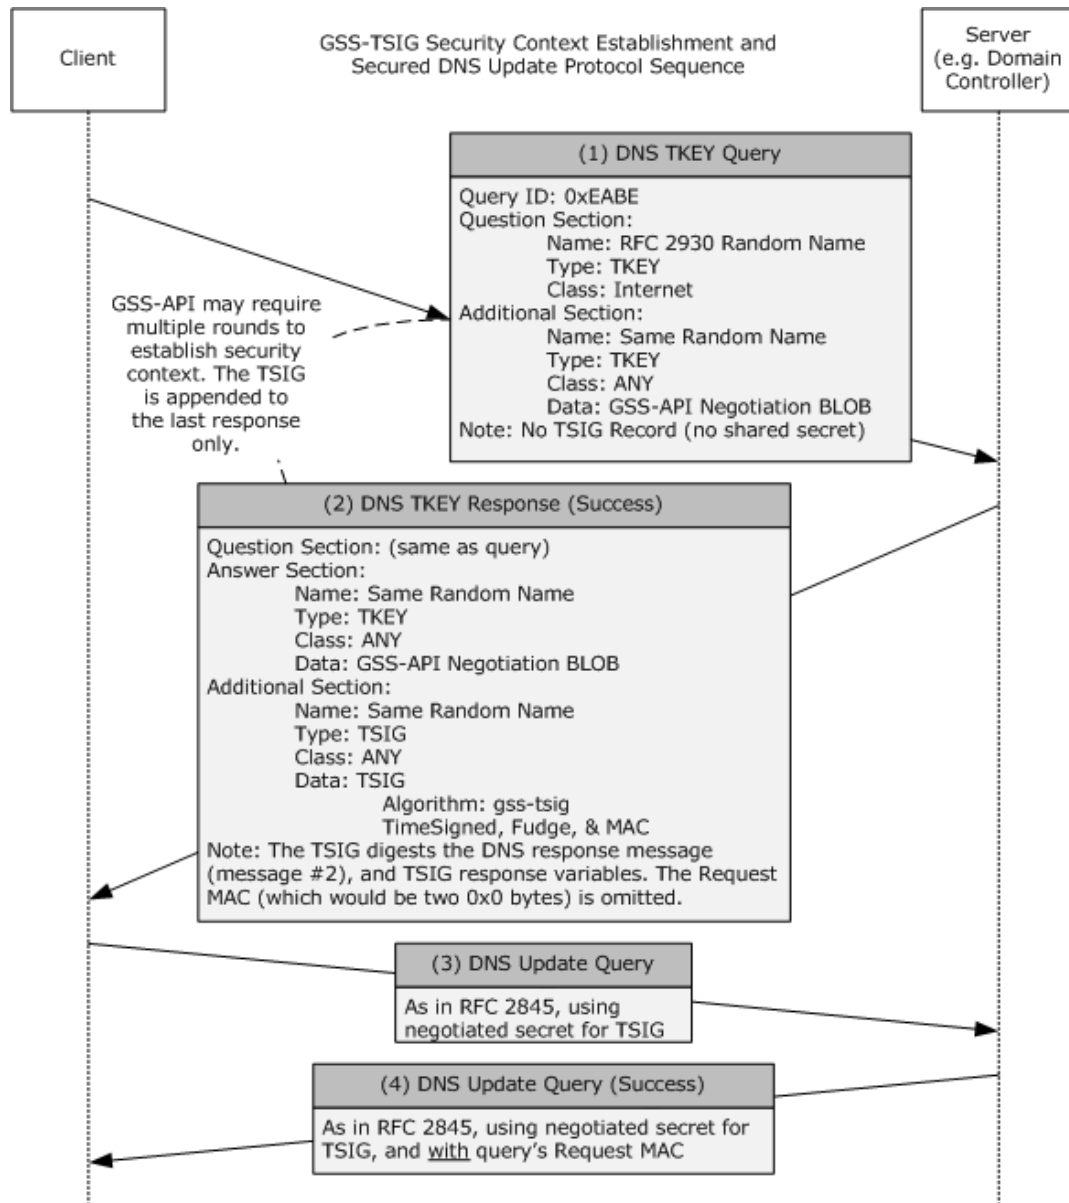 Client
GSS-TSIG Security Context Establishment and
Secured DNS Update Protocol Sequence
Server
(e.g. Domain
Controller)
(1) DNS TKEY Query
Query ID: 0xEABE
Question Section:
Name: RFC 2930 Random Name
Type: TKEY
Class: Internet
Additional Section:
Name: Same Random Name
Type: TKEY
Class: ANY
Data: GSS-API Negotiation BLOB
Note: No TSIG Record (no shared secret)
GSS-API may require
multiple rounds to
establish security
context. The TSIG
is appended to
the last response
only.
(2) DNS TKEY Response (Success)
Question Section: (same as query)
Answer Section:
Name: Same Random Name
Type: TKEY
Class: ANY
Data: GSS-API Negotiation BLOB
Additional Section:
Name: Same Random Name
Type: TSIG
Class: ANY
Data: TSIG
Algorithm: gss-tsig
TimeSigned, Fudge, & MAC
Note: The TSIG digests the DNS response message
(message #2), and TSIG response variables. The Request
MAC (which would be two 0x0 bytes) is omitted.
(3) DNS Update Query
As in RFC 2845, using
negotiated secret for TSIG
(4) DNS Update Query (Success)
As in RFC 2845, using negotiated secret for
TSIG, and with query's Request MAC